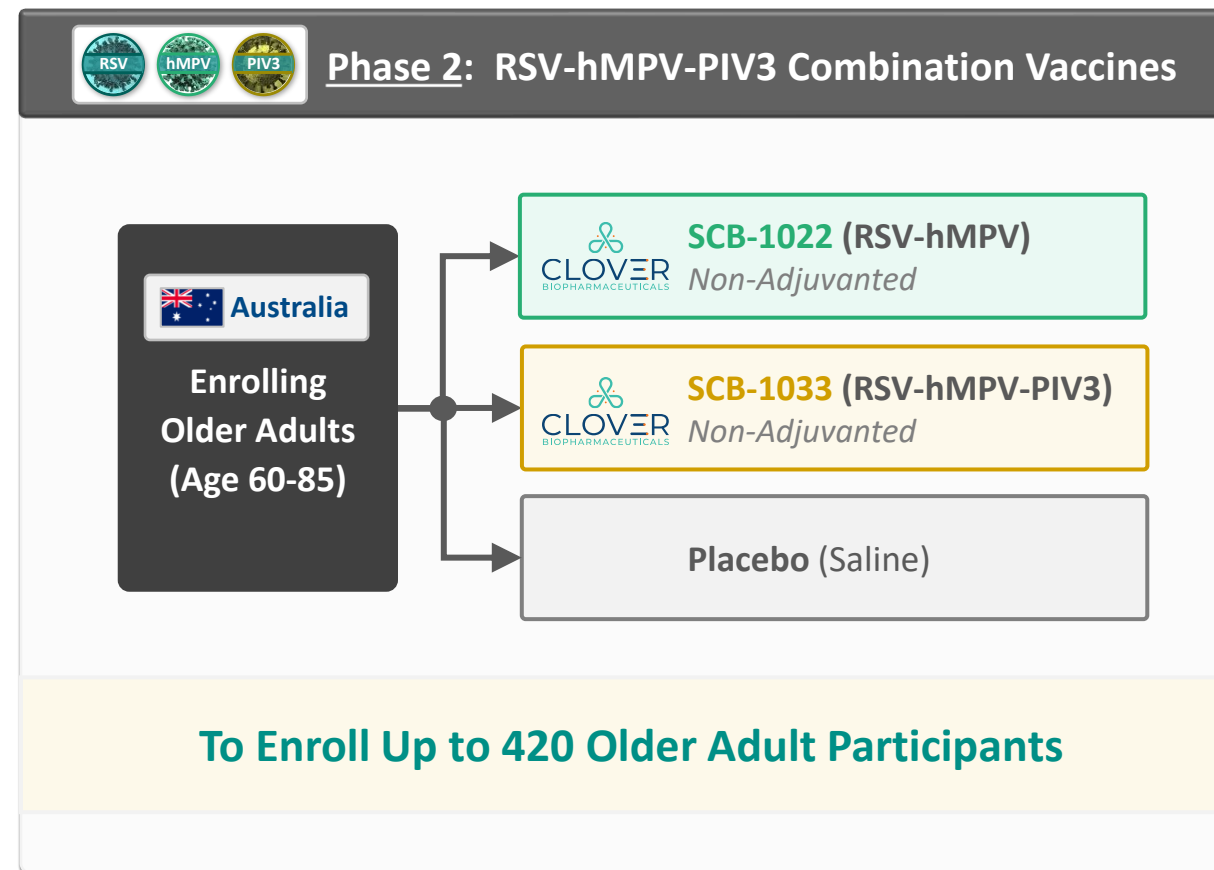 RSV hMPV PIV3 Phase 2: RSV-hMPV-PIV3 Combination Vaccines
Australia
Enrolling
Older Adults
(Age 60-85)
CLOVER
BIOPHARMACEUTICALS
SCB-1022 (RSV-hMPV)
Non-Adjuvanted
CLOVER
BIOPHARMACEUTICALS
SCB-1033 (RSV-hMPV-PIV3)
Non-Adjuvanted
Placebo (Saline)
To Enroll Up to 420 Older Adult Participants